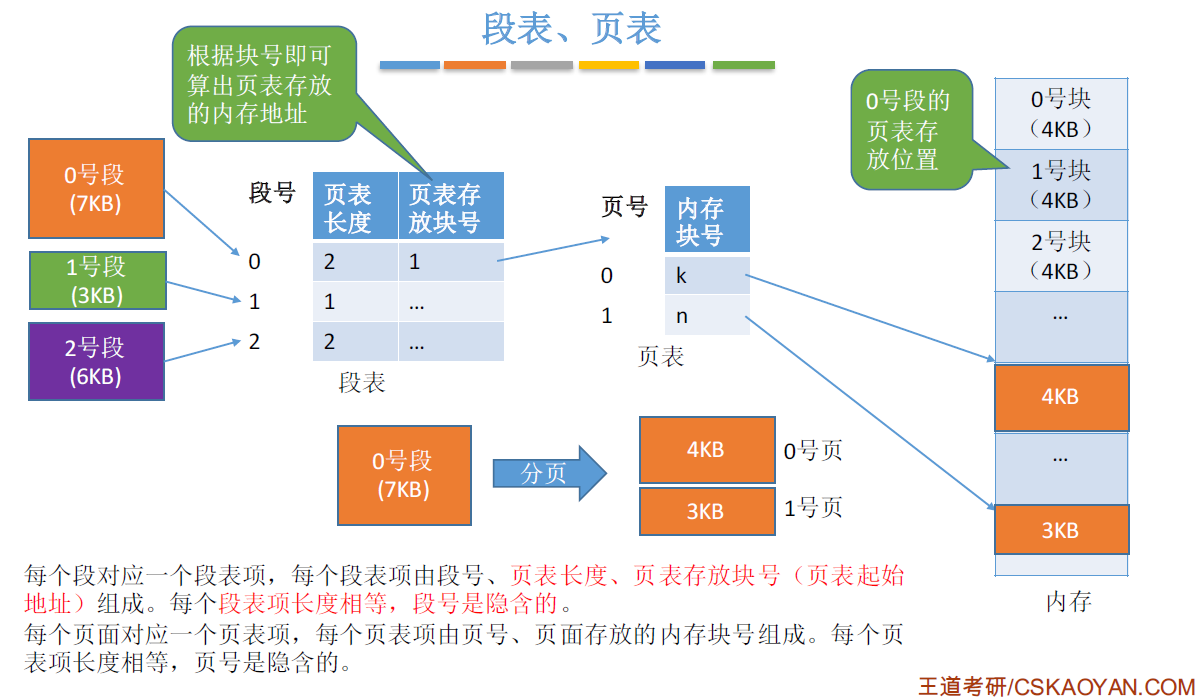 段表、页表
根据块号即可
算出页表存放
的内存地址
0号段的
页表存
放位置
0号块
（4KB）
1号块
（4KB）
2号块
（4KB）
...
4KB
...
3KB
内存
0号段
(7KB)
1号段
(3KB)
2号段
(6KB)
段号
页表
长度
页表存
放块号
0
2
1
1
1
...
2
2
...
段表
页号
内存
块号
0
k
1
n
页表
0号段
(7KB)
分页
4KB
0号页
3KB
1号页
每个段对应一个段表项，每个段表项由段号、页表长度、页表存放块号（页表起始
地址）组成。每个段表项长度相等，段号是隐含的。
每个页面对应一个页表项，每个页表项由页号、页面存放的内存块号组成。每个页
表项长度相等，页号是隐含的。
王道考研/CSKAOYAN.COM